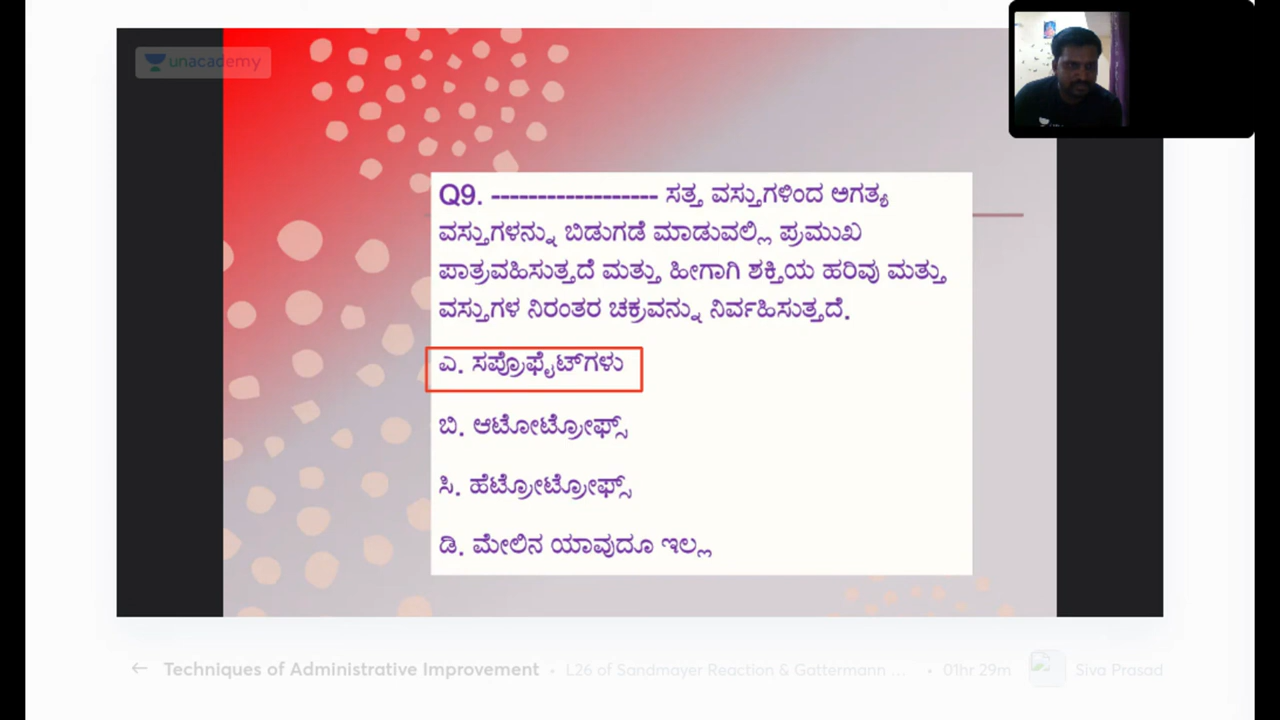 unacademy
Q9. ------------------ ಸತ್ತ ವಸ್ತುಗಳಿಂದ ಅಗತ್ಯ
ವಸ್ತುಗಳನ್ನು ಬಿಡುಗಡೆ ಮಾಡುವಲ್ಲಿ ಪ್ರಮುಖ
ಪಾತ್ರವಹಿಸುತ್ತದೆ ಮತ್ತು ಹೀಗಾಗಿ ಶಕ್ತಿಯ ಹರಿವು ಮತ್ತು
ವಸ್ತುಗಳ ನಿರಂತರ ಚಕ್ರವನ್ನು ನಿರ್ವಹಿಸುತ್ತದೆ.
ಎ. ಸಪ್ರೊಫೈಟ್‌ಗಳು
ಬಿ. ಆಟೋಟ್ರೋಫ್ಸ್
ಸಿ. ಹೆಟ್ರೋಟ್ರೋಫ್ಸ್
ಡಿ. ಮೇಲಿನ ಯಾವುದೂ ಇಲ್ಲ
← Techniques of Administrative Improvement • L26 of Sandmayer Reaction & Gattermann ... • 01hr 29m Siva Prasad